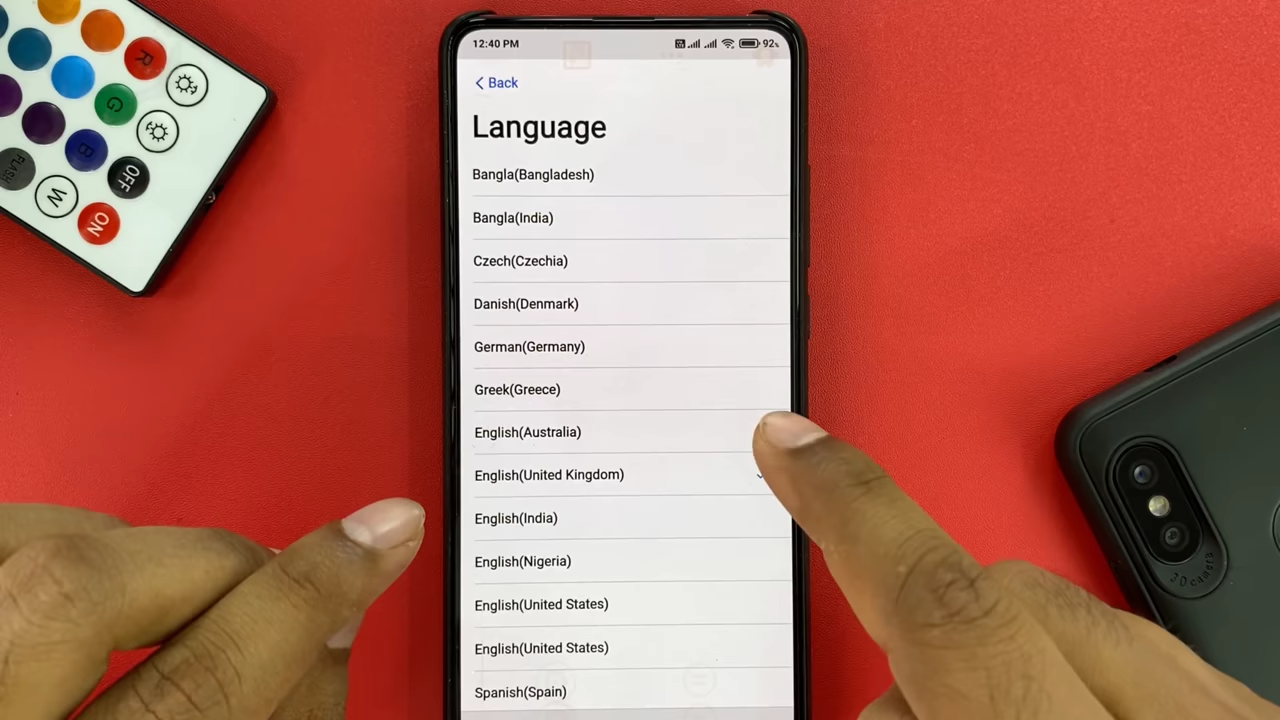 12:40 PM
92%
Back
Language
Bangla(Bangladesh)
Bangla(India)
Czech(Czechia)
Danish(Denmark)
German(Germany)
Greek(Greece)
English(Australia)
English(United Kingdom)
English(India)
English(Nigeria)
English(United States)
English(United States)
Spanish(Spain)
R
G
B
FLASH
W
OFF
ON
3D camera